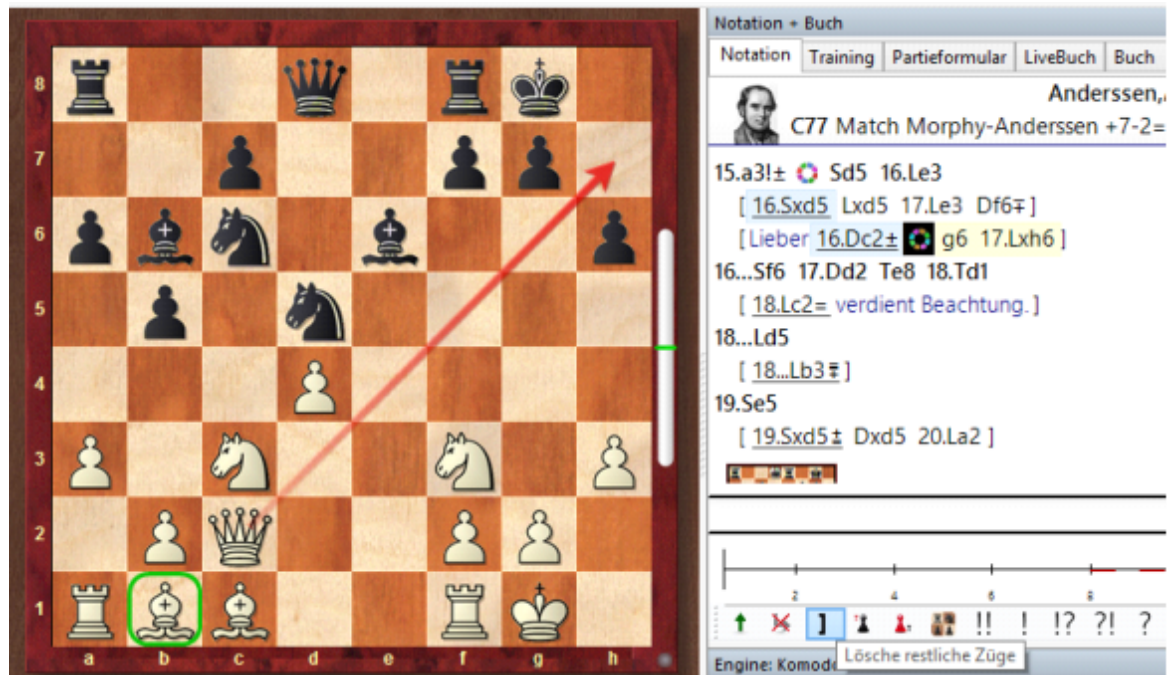 Notation + Buch
Notation Training Partieformular LiveBuch Buch
Anderssen,
C77 Match Morphy-Anderssen +7-2=
15.a3!± Sd5 16.Le3
[ 16.Sxd5 Lxd5 17.Le3 Df6∓ ]
[ Lieber 16.Dc2± g6 17.Lxh6 ]
16...Sf6 17.Dd2 Te8 18.Td1
[ 18.Lc2= verdient Beachtung. ]
18...Ld5
[ 18...Lb3⩱ ]
19.Se5
[ 19.Sxd5± Dxd5 20.La2 ]
8
7
6
5
4
3
2
1
a b c d e f g h
2 4 6 8
] !! ! !? ?! ?
Lösche restliche Züge
Engine: